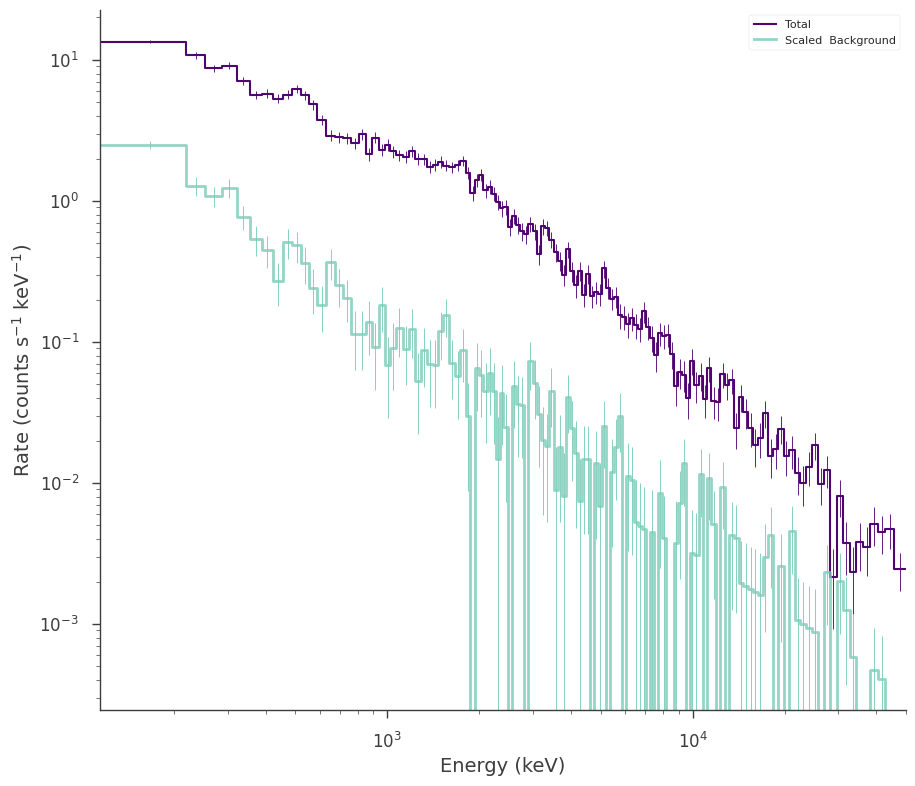 Total
Scaled  Background
10¹
10⁰
10⁻¹
10⁻²
10⁻³
Rate (counts s⁻¹ keV⁻¹)
10³
10⁴
Energy (keV)